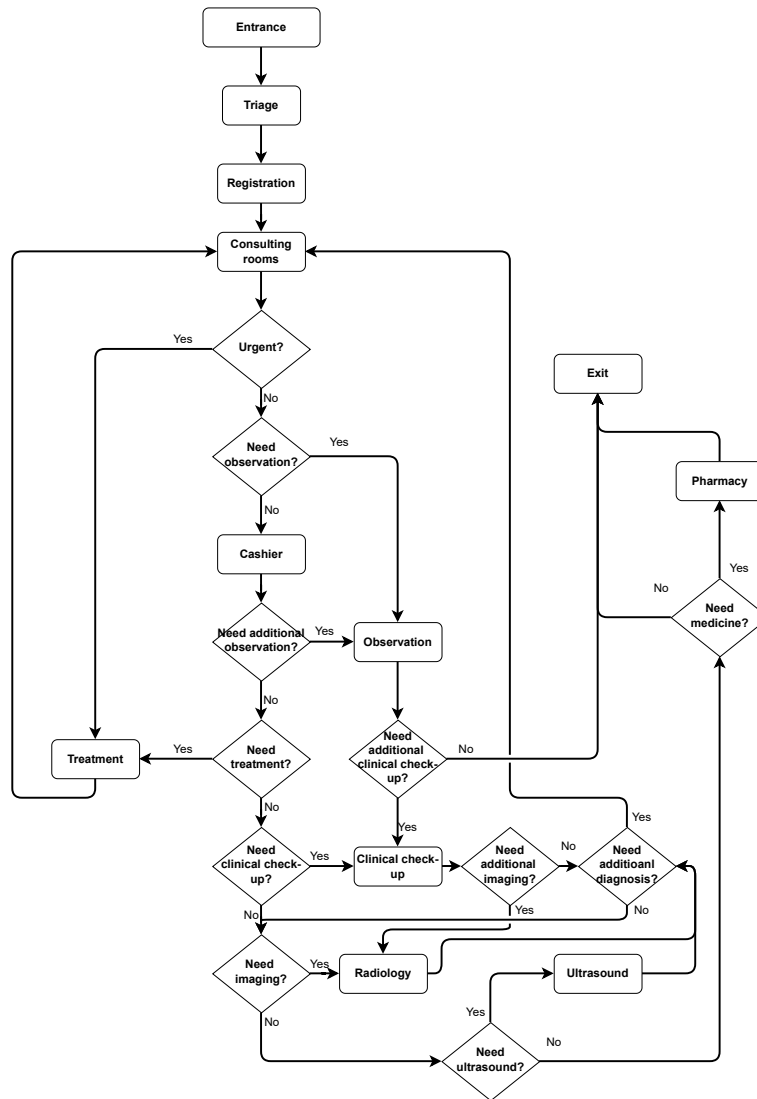 Entrance
Triage
Registration
Consulting
rooms
Yes
Urgent?
Exit
No
Need
observation?
Yes
Pharmacy
No
Cashier
No
Yes
Need
medicine?
Need additional
observation?
Yes
Observation
No
Treatment
Yes
Need
treatment?
Need
additional
clinical check-
up?
No
No
Yes
Yes
Need
clinical check-
up?
Yes
Clinical check-
up
Need
additional
imaging?
No
Need
additioanl
diagnosis?
No
Yes
No
Need
imaging?
Yes
Radiology
Ultrasound
No
Yes
Need
ultrasound?
No